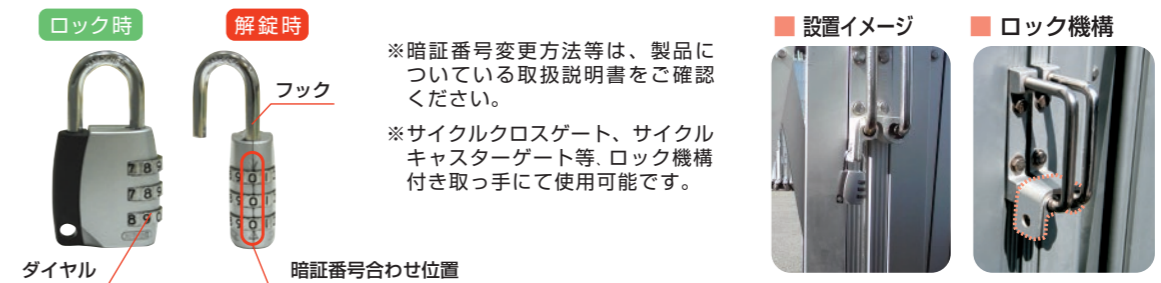 ロック時
解錠時
フック
ダイヤル
暗証番号合わせ位置
※暗証番号変更方法等は、製品に
ついている取扱説明書をご確認
ください。
※サイクルクロスゲート、サイクル
キャスターゲート等、ロック機構
付き取っ手にて使用可能です。
■ 設置イメージ
■ ロック機構